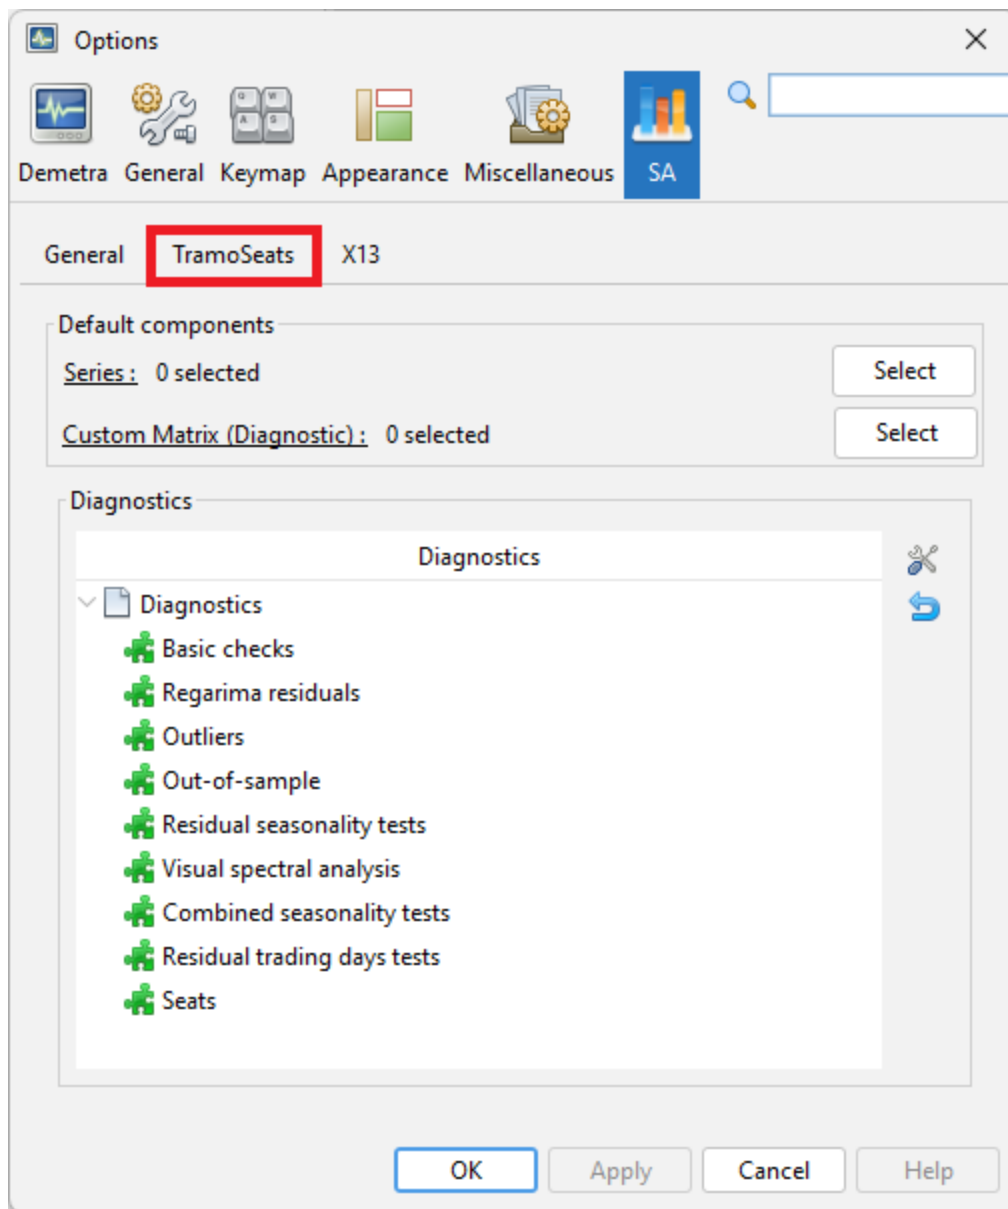 Options
Demetra General Keymap Appearance Miscellaneous SA
General TramoSeats X13
Default components
Series : 0 selected Select
Custom Matrix (Diagnostic) : 0 selected Select
Diagnostics
Diagnostics
Diagnostics
Basic checks
Regarima residuals
Outliers
Out-of-sample
Residual seasonality tests
Visual spectral analysis
Combined seasonality tests
Residual trading days tests
Seats
OK Apply Cancel Help